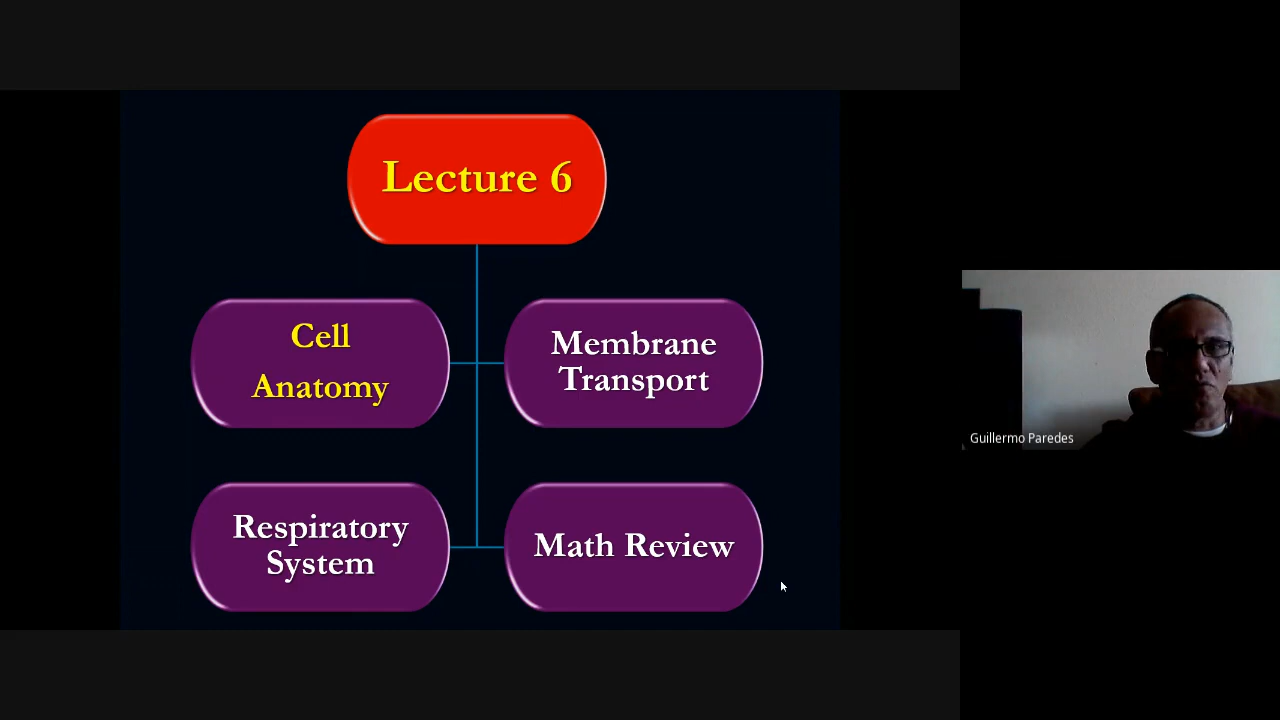 Lecture 6
Cell
Anatomy
Membrane
Transport
Respiratory
System
Math Review
Guillermo Paredes